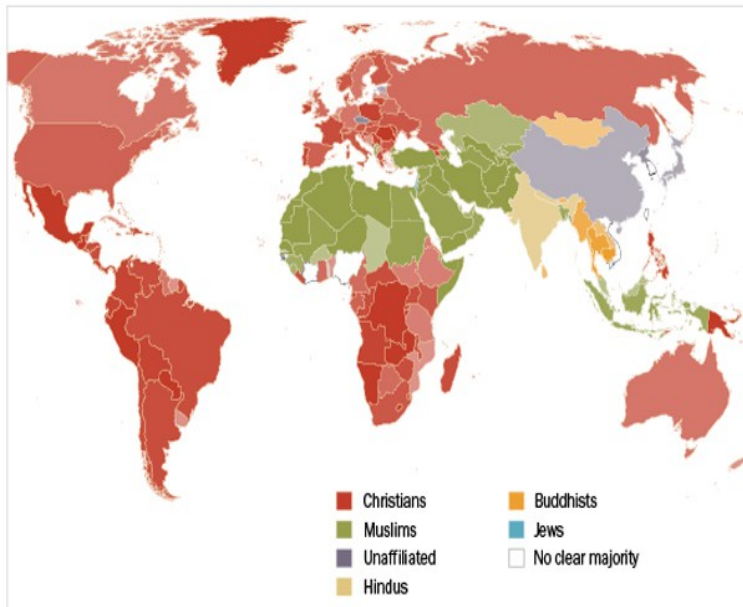 Christians
Muslims
Unaffiliated
Hindus
Buddhists
Jews
No clear majority